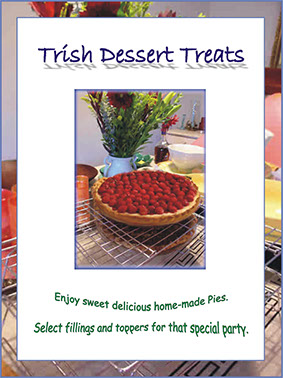 Trish Dessert Treats
Enjoy sweet delicious home-made Pies.
Select fillings and toppers for that special party.